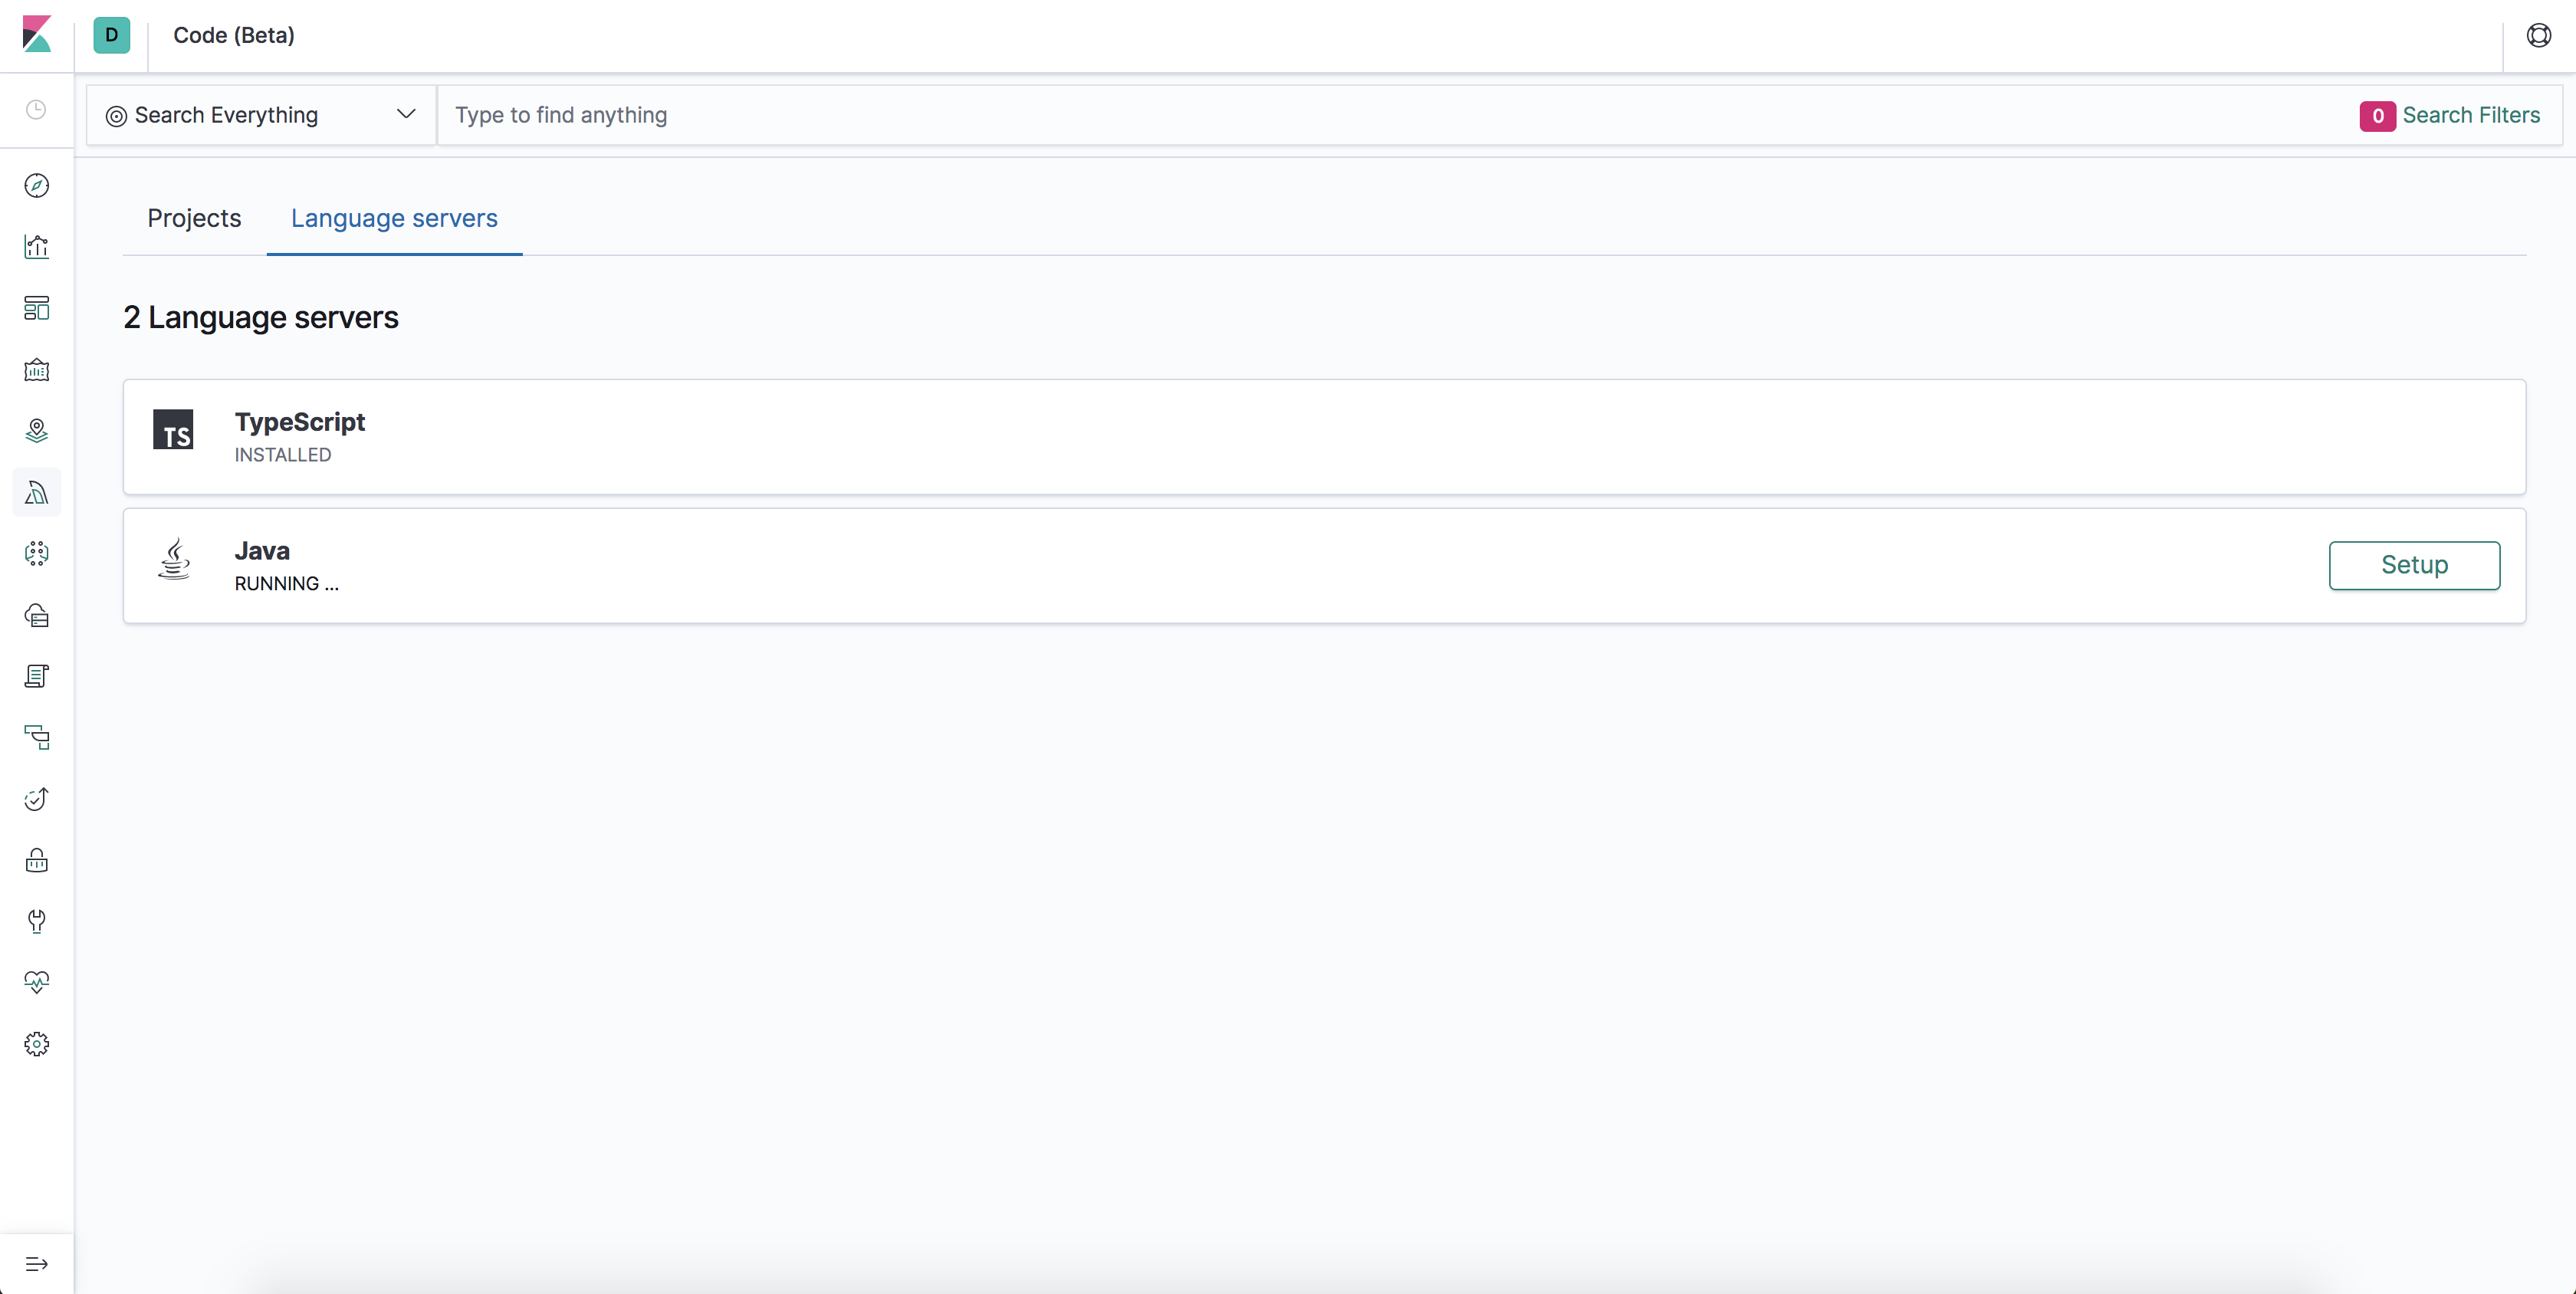 D Code (Beta)
Search Everything Type to find anything 0 Search Filters
Projects Language servers
2 Language servers
TS TypeScript
INSTALLED
Java
RUNNING ...
Setup